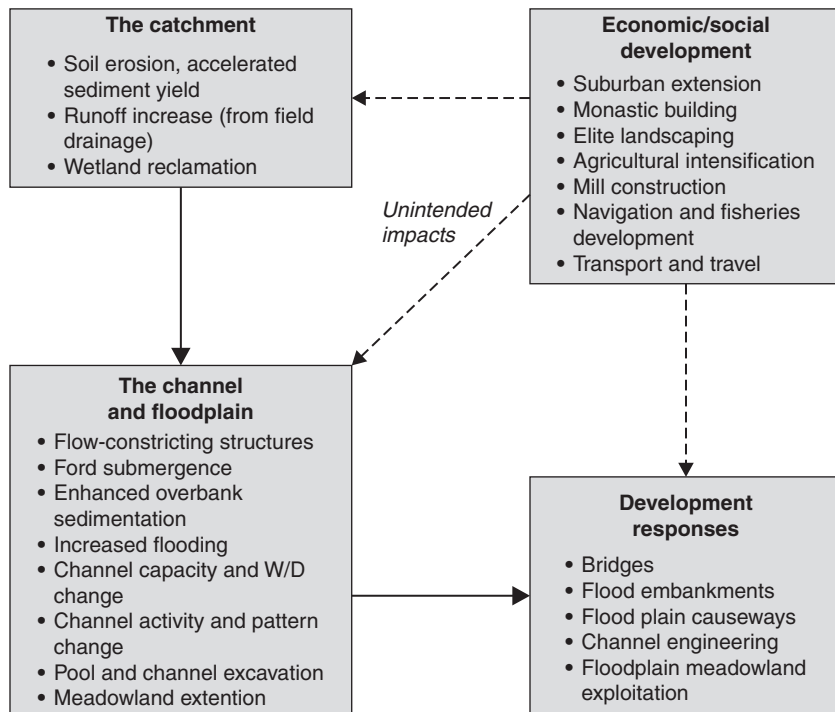 The catchment
• Soil erosion, accelerated
sediment yield
• Runoff increase (from field
drainage)
• Wetland reclamation
Economic/social
development
• Suburban extension
• Monastic building
• Elite landscaping
• Agricultural intensification
• Mill construction
• Navigation and fisheries
development
• Transport and travel
Unintended
impacts
The channel
and floodplain
• Flow-constricting structures
• Ford submergence
• Enhanced overbank
sedimentation
• Increased flooding
• Channel capacity and W/D
change
• Channel activity and pattern
change
• Pool and channel excavation
• Meadowland extention
Development
responses
• Bridges
• Flood embankments
• Flood plain causeways
• Channel engineering
• Floodplain meadowland
exploitation